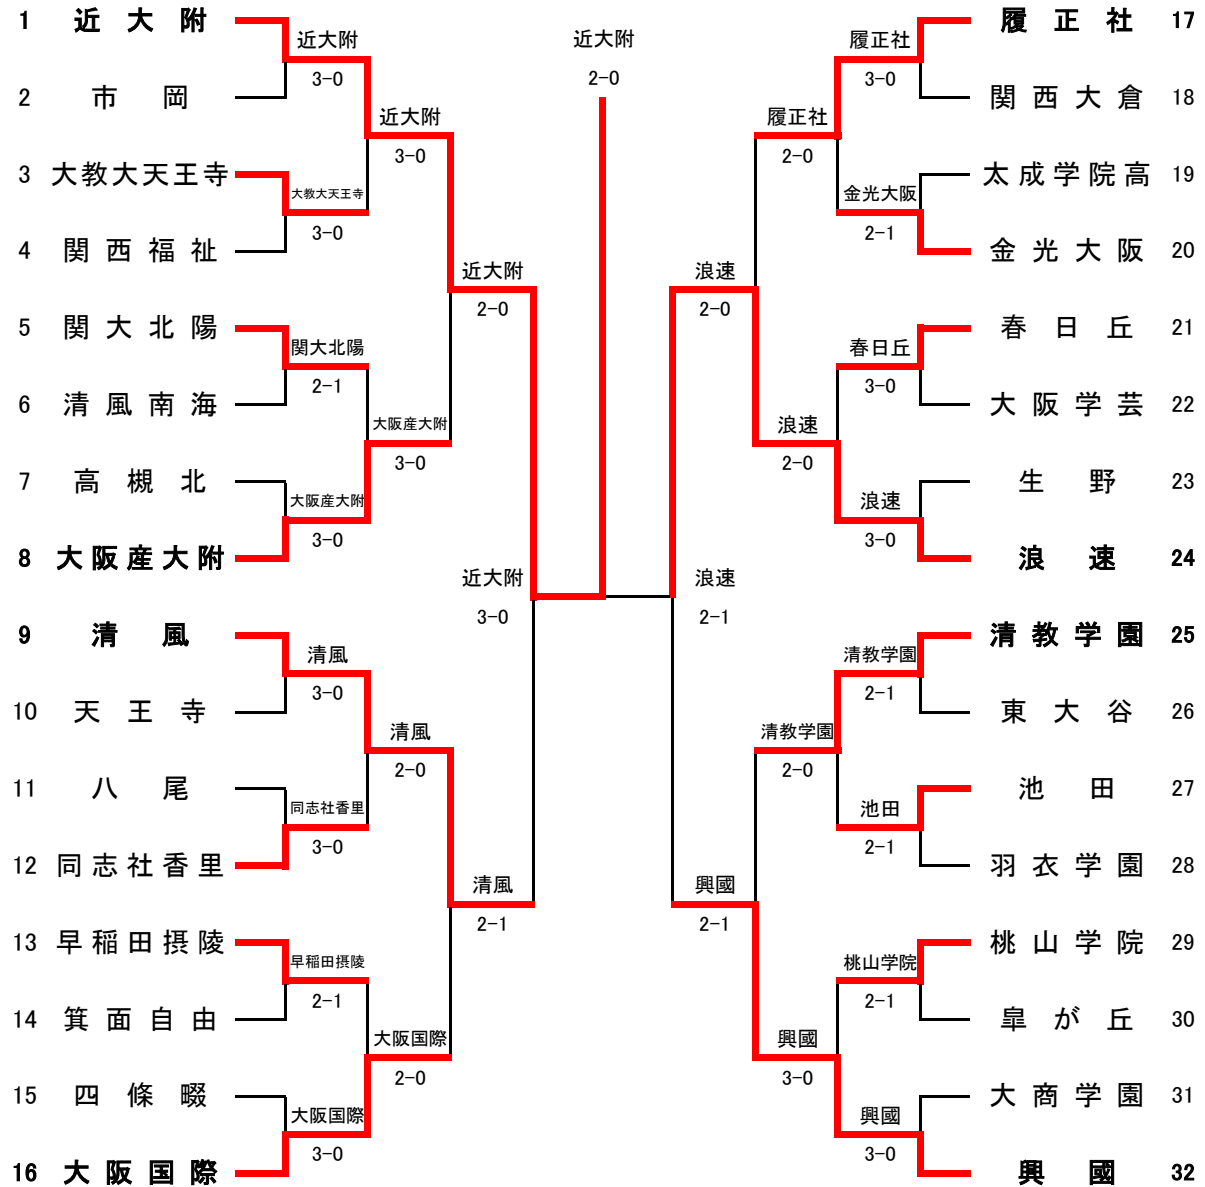 1 近大附
近大附
3-0
2 市岡
近大附
3-0
3 大教大天王寺
大教大天王寺
3-0
4 関西福祉
近大附
2-0
5 関大北陽
関大北陽
2-1
6 清風南海
大阪産大附
3-0
7 高槻北
大阪産大附
3-0
8 大阪産大附
近大附
3-0
9 清風
清風
3-0
10 天王寺
清風
2-0
11 八尾
同志社香里
3-0
12 同志社香里
清風
2-1
13 早稲田摂陵
早稲田摂陵
2-1
14 箕面自由
大阪国際
2-0
15 四條畷
大阪国際
3-0
16 大阪国際
近大附
2-0
履正社 17
履正社
3-0
関西大倉 18
履正社
2-0
太成学院高 19
金光大阪
2-1
金光大阪 20
浪速
2-0
春日丘 21
春日丘
3-0
大阪学芸 22
浪速
2-0
生野 23
浪速
3-0
浪速 24
浪速
2-1
清教学園 25
清教学園
2-1
東大谷 26
清教学園
2-0
池田 27
池田
2-1
羽衣学園 28
興國
2-1
桃山学院 29
桃山学院
2-1
皐が丘 30
興國
3-0
大商学園 31
興國
3-0
興國 32